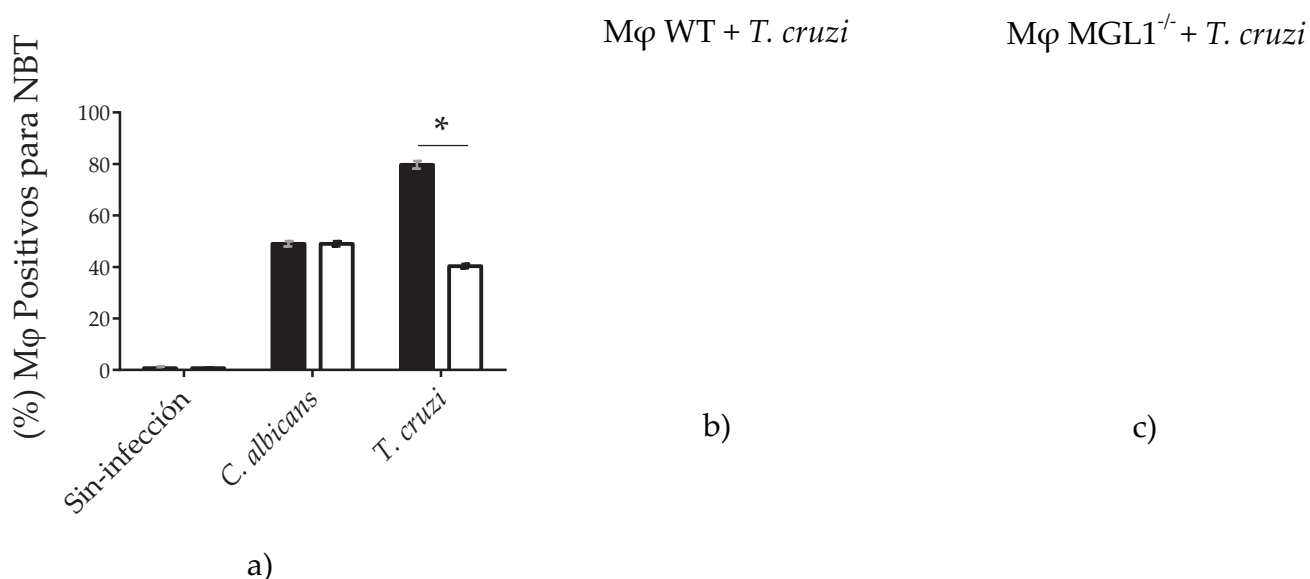 (%) Mφ Positivos para NBT
100
80
60
40
20
0
*
Sin-infección
C. albicans
T. cruzi
a)
Mφ WT + T. cruzi
b)
Mφ MGL1-/- + T. cruzi
c)